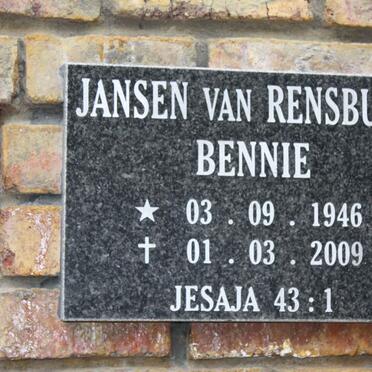 JANSEN VAN RENSBU
BENNIE
★ 03 . 09 . 1946
✝ 01 . 03 . 2009
JESAJA 43 : 1